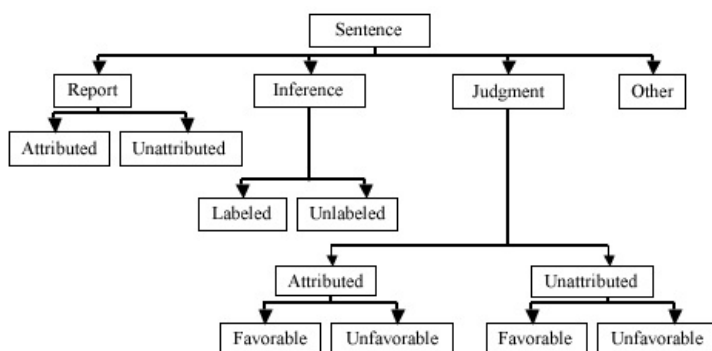 Sentence
Report Inference Judgment Other
Attributed Unattributed
Labeled Unlabeled
Attributed Unattributed
Favorable Unfavorable Favorable Unfavorable